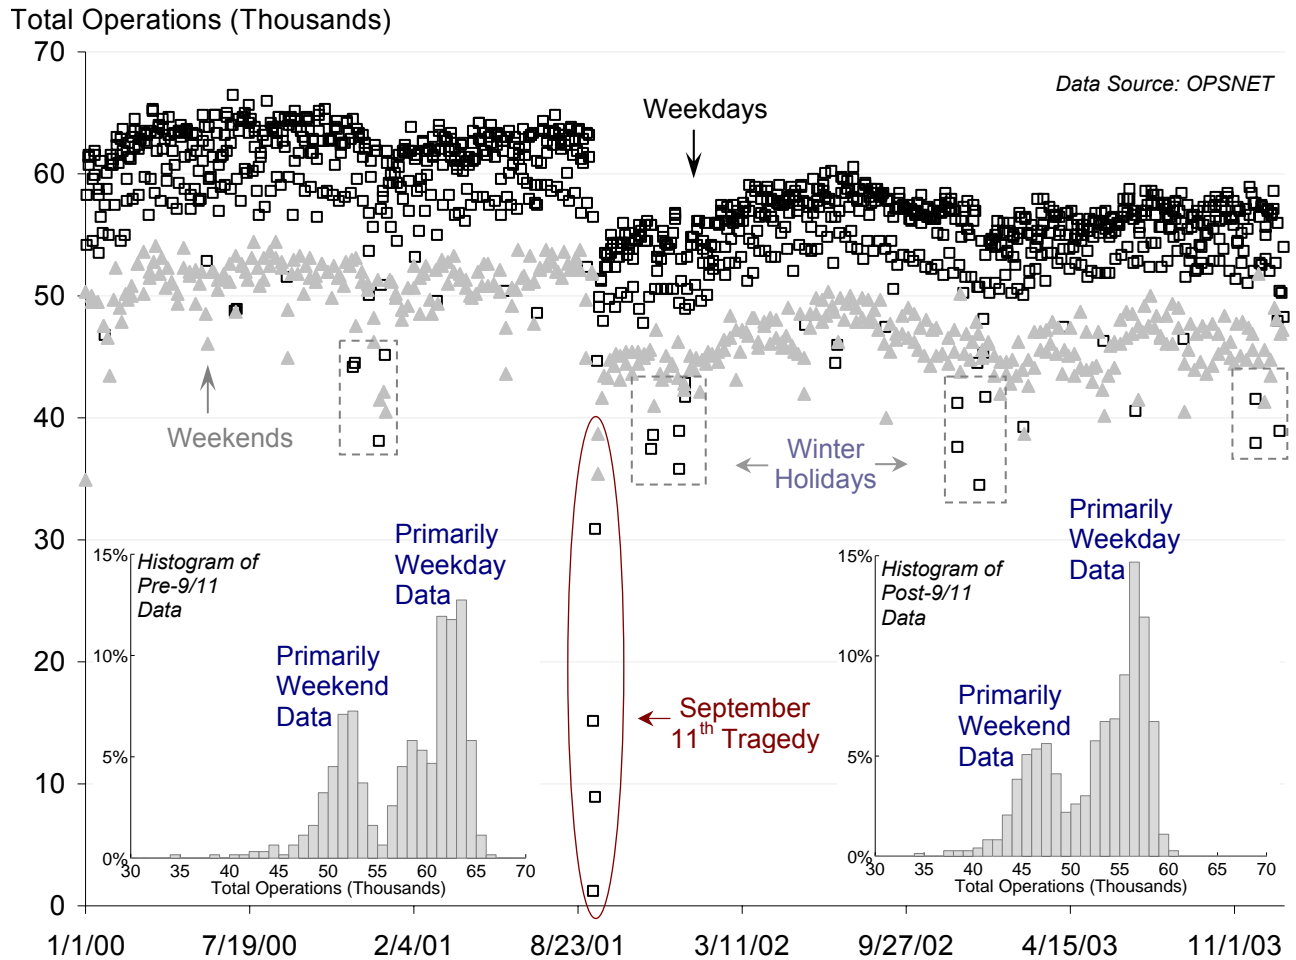 Total Operations (Thousands)
70
60
50
40
30
20
10
0
Data Source: OPSNET
Weekdays
Weekends
Winter
Holidays
September
11th Tragedy
Histogram of
Pre-9/11
Data
Primarily
Weekend
Data
Primarily
Weekday
Data
15%
10%
5%
0%
30 35 40 45 50 55 60 65 70
Total Operations (Thousands)
Histogram of
Post-9/11
Data
Primarily
Weekend
Data
Primarily
Weekday
Data
15%
10%
5%
0%
30 35 40 45 50 55 60 65 70
Total Operations (Thousands)
1/1/00 7/19/00 2/4/01 8/23/01 3/11/02 9/27/02 4/15/03 11/1/03